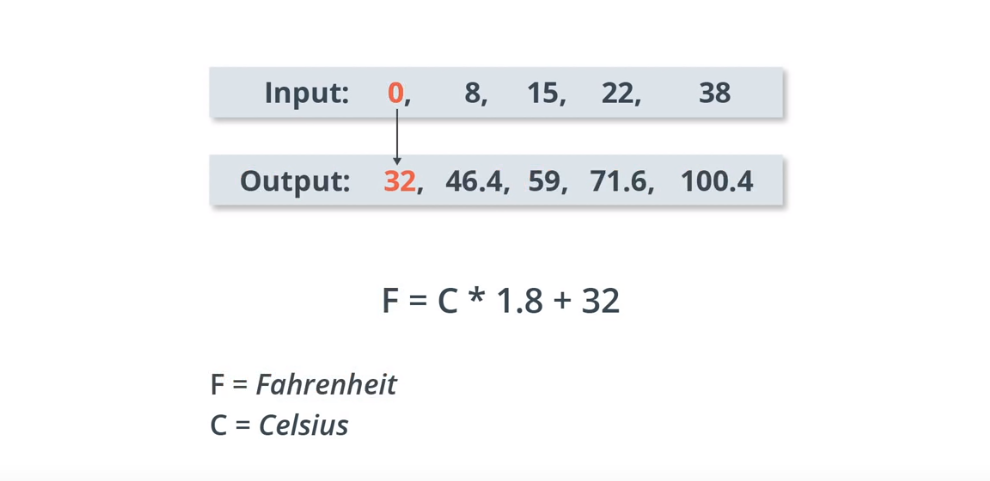 Input: 0, 8, 15, 22, 38
Output: 32, 46.4, 59, 71.6, 100.4
F = C * 1.8 + 32
F = Fahrenheit
C = Celsius